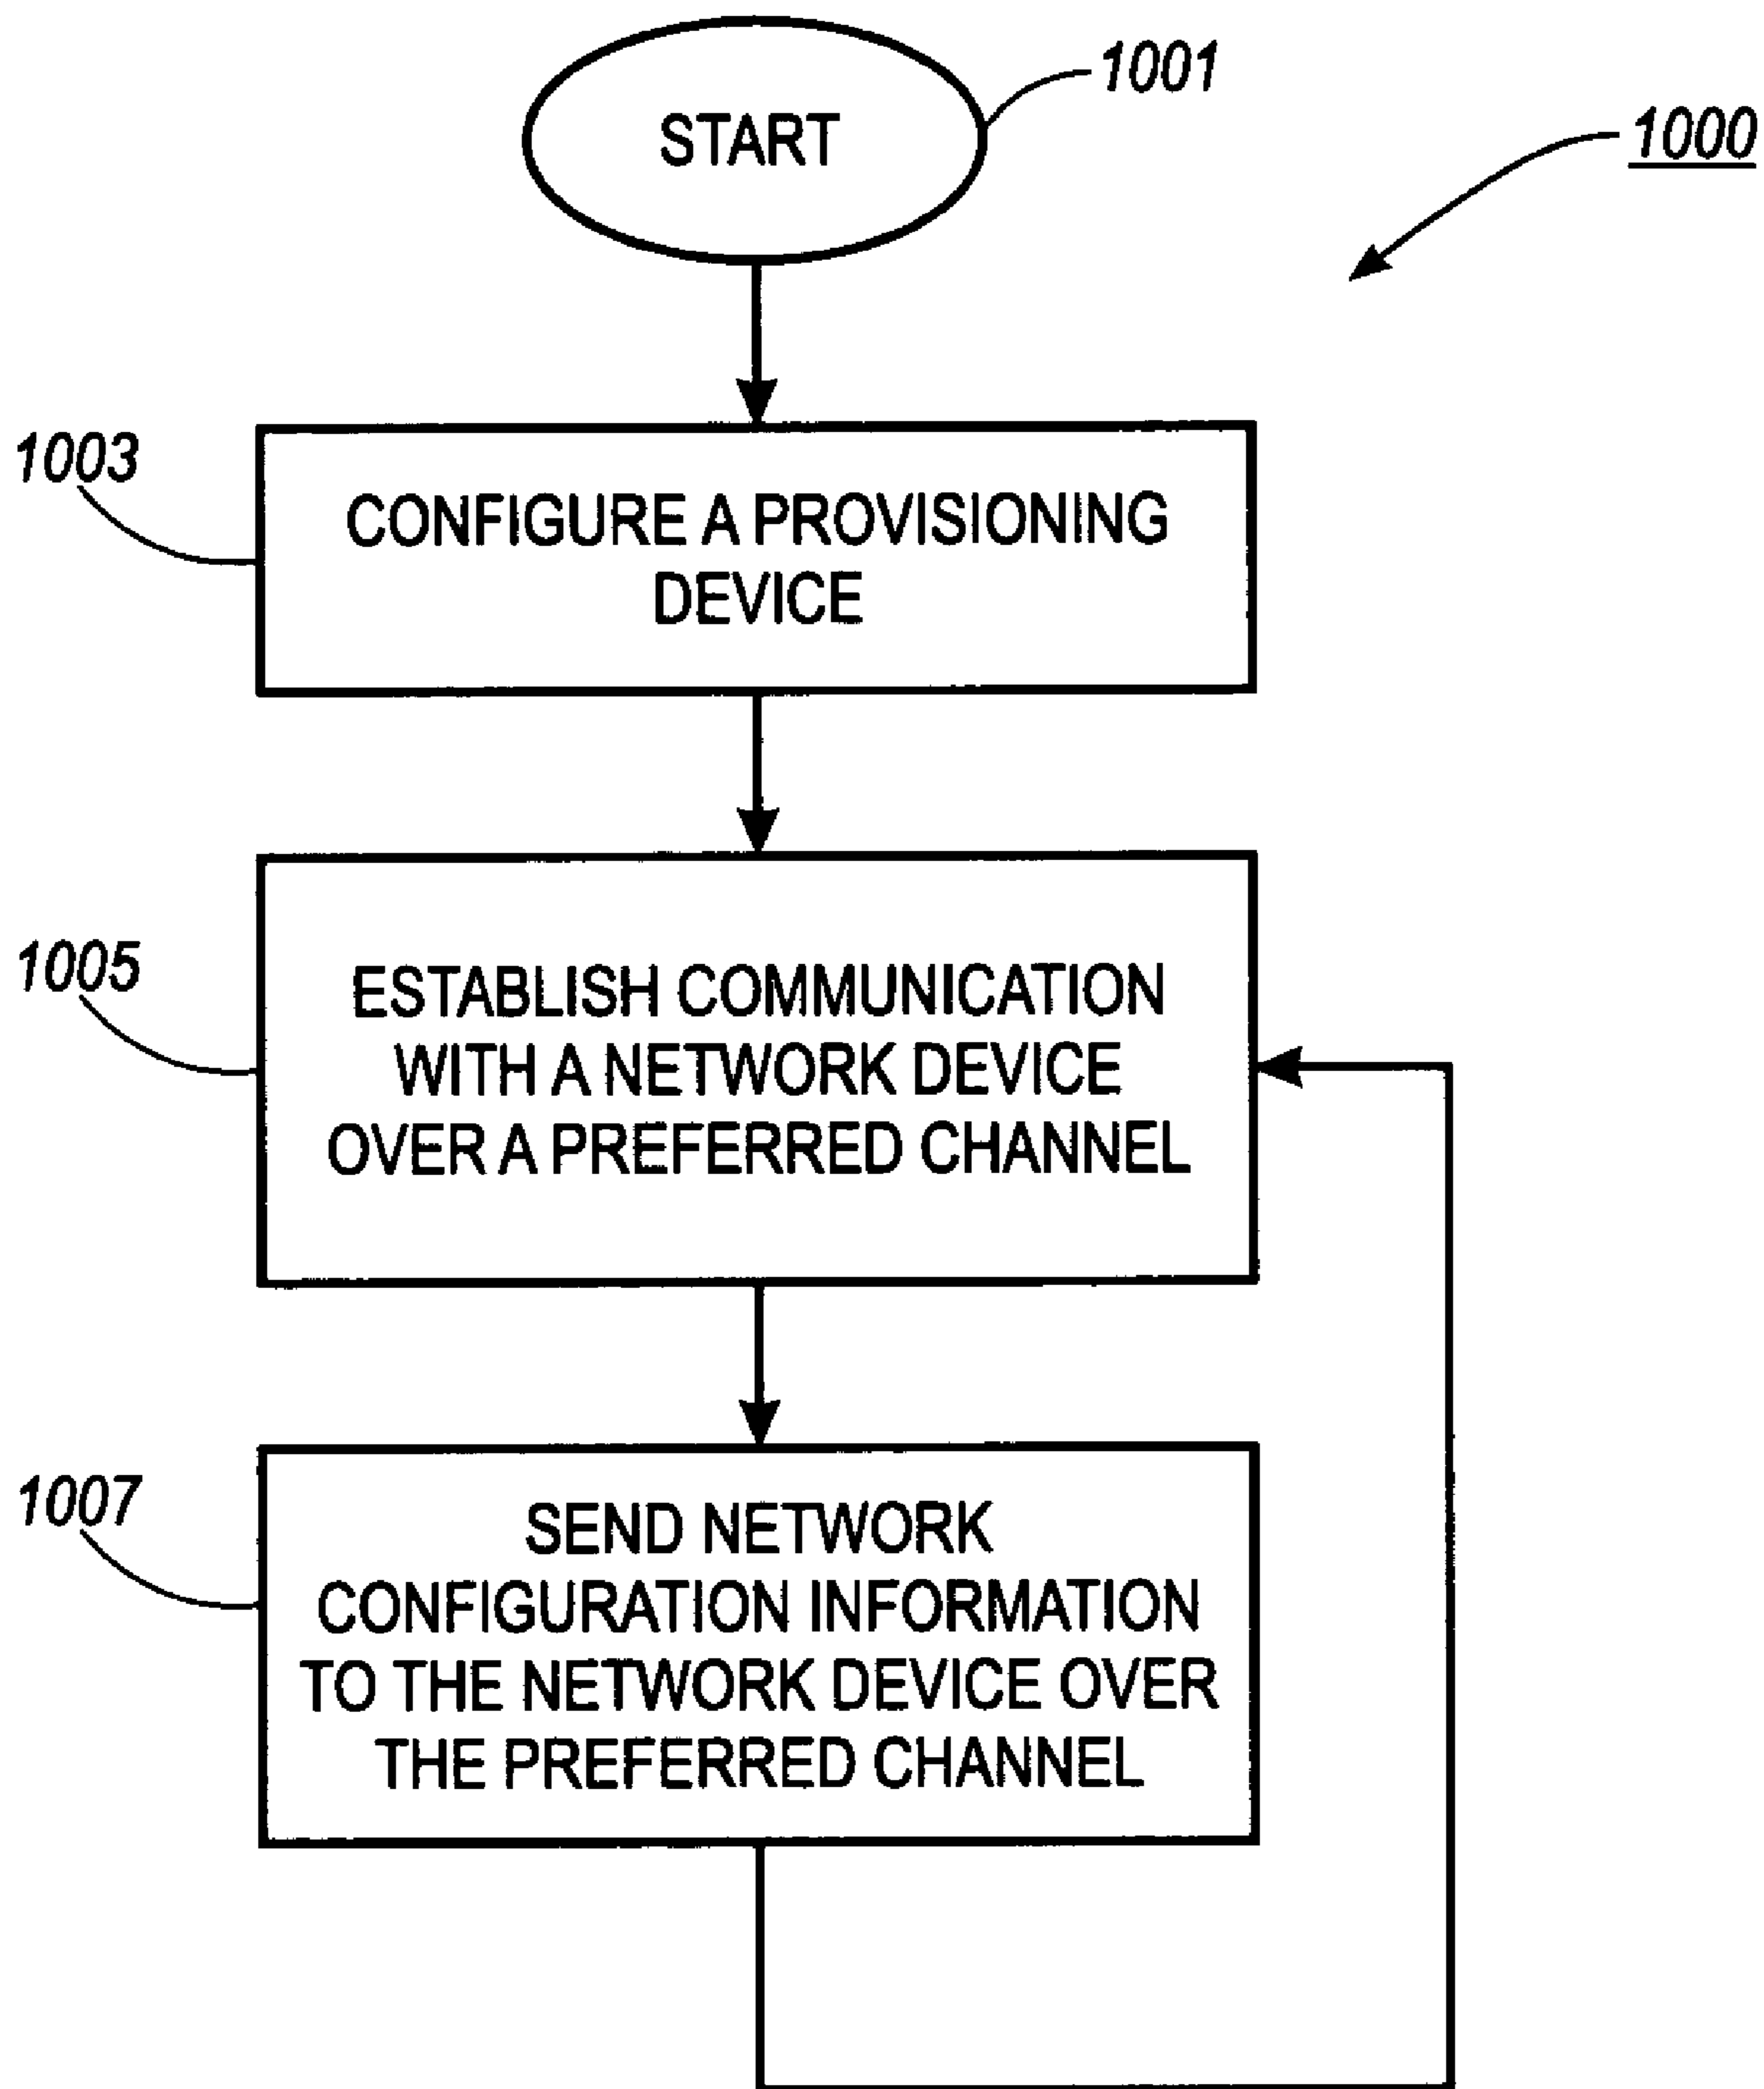 START
1001
1000
1003
CONFIGURE A PROVISIONING
DEVICE
1005
ESTABLISH COMMUNICATION
WITH A NETWORK DEVICE
OVER A PREFERRED CHANNEL
1007
SEND NETWORK
CONFIGURATION INFORMATION
TO THE NETWORK DEVICE OVER
THE PREFERRED CHANNEL